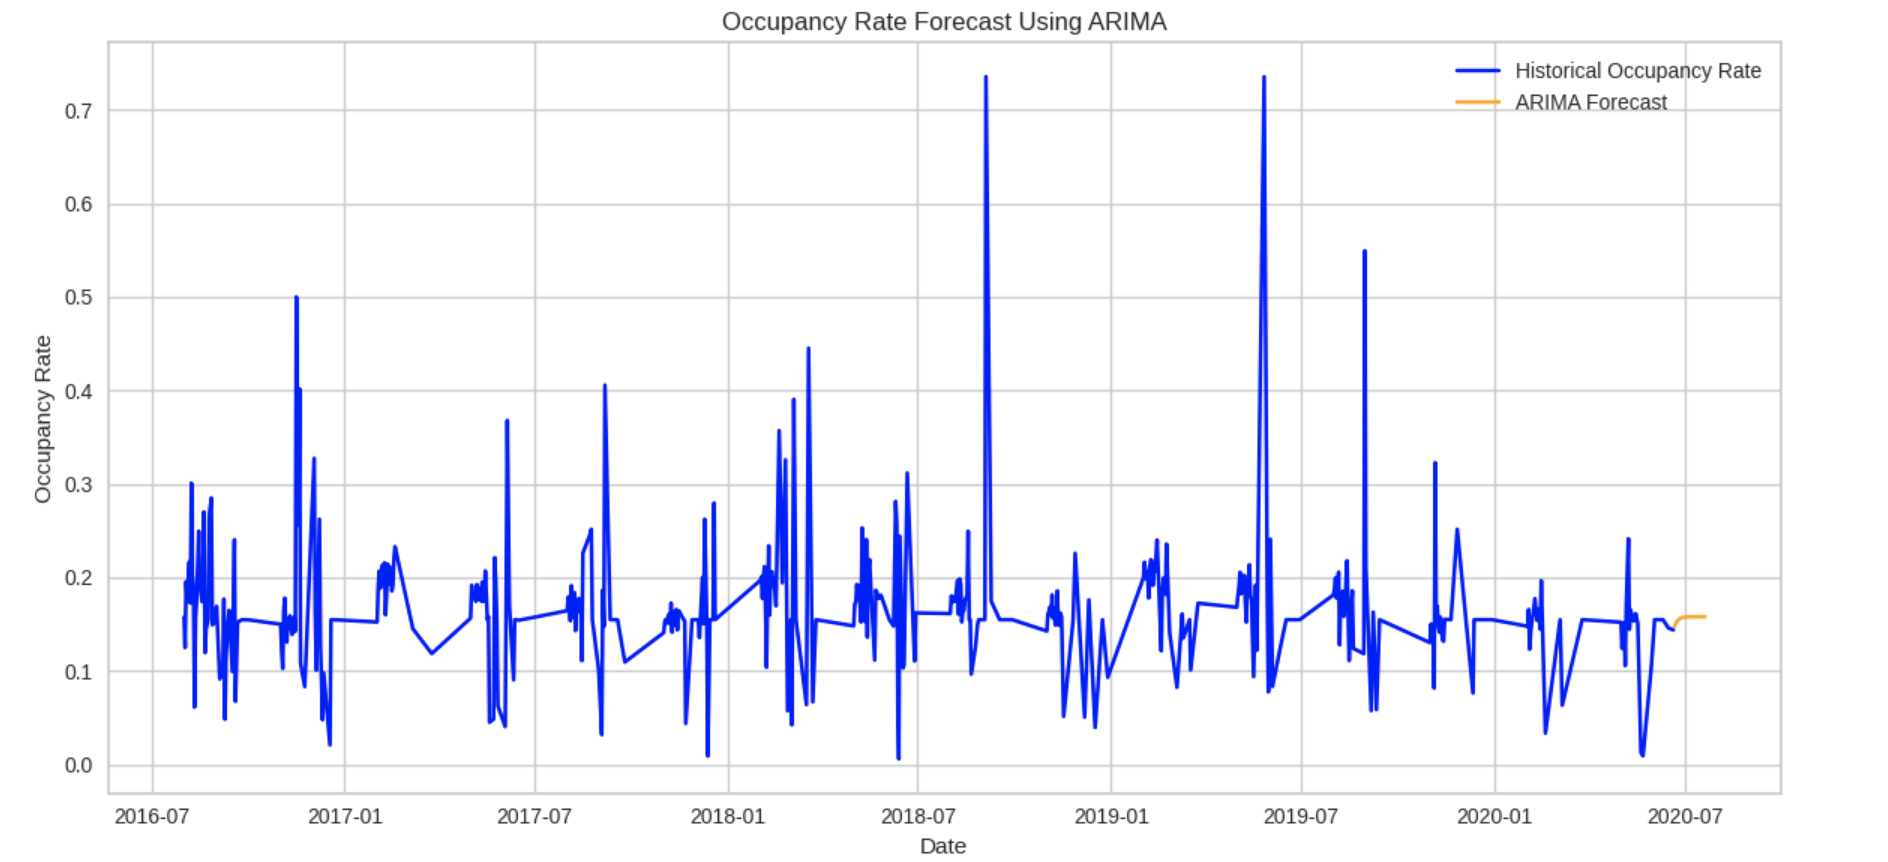 Occupancy Rate Forecast Using ARIMA
Historical Occupancy Rate
ARIMA Forecast
Occupancy Rate
0.7
0.6
0.5
0.4
0.3
0.2
0.1
0.0
2016-07 2017-01 2017-07 2018-01 2018-07 2019-01 2019-07 2020-01 2020-07
Date